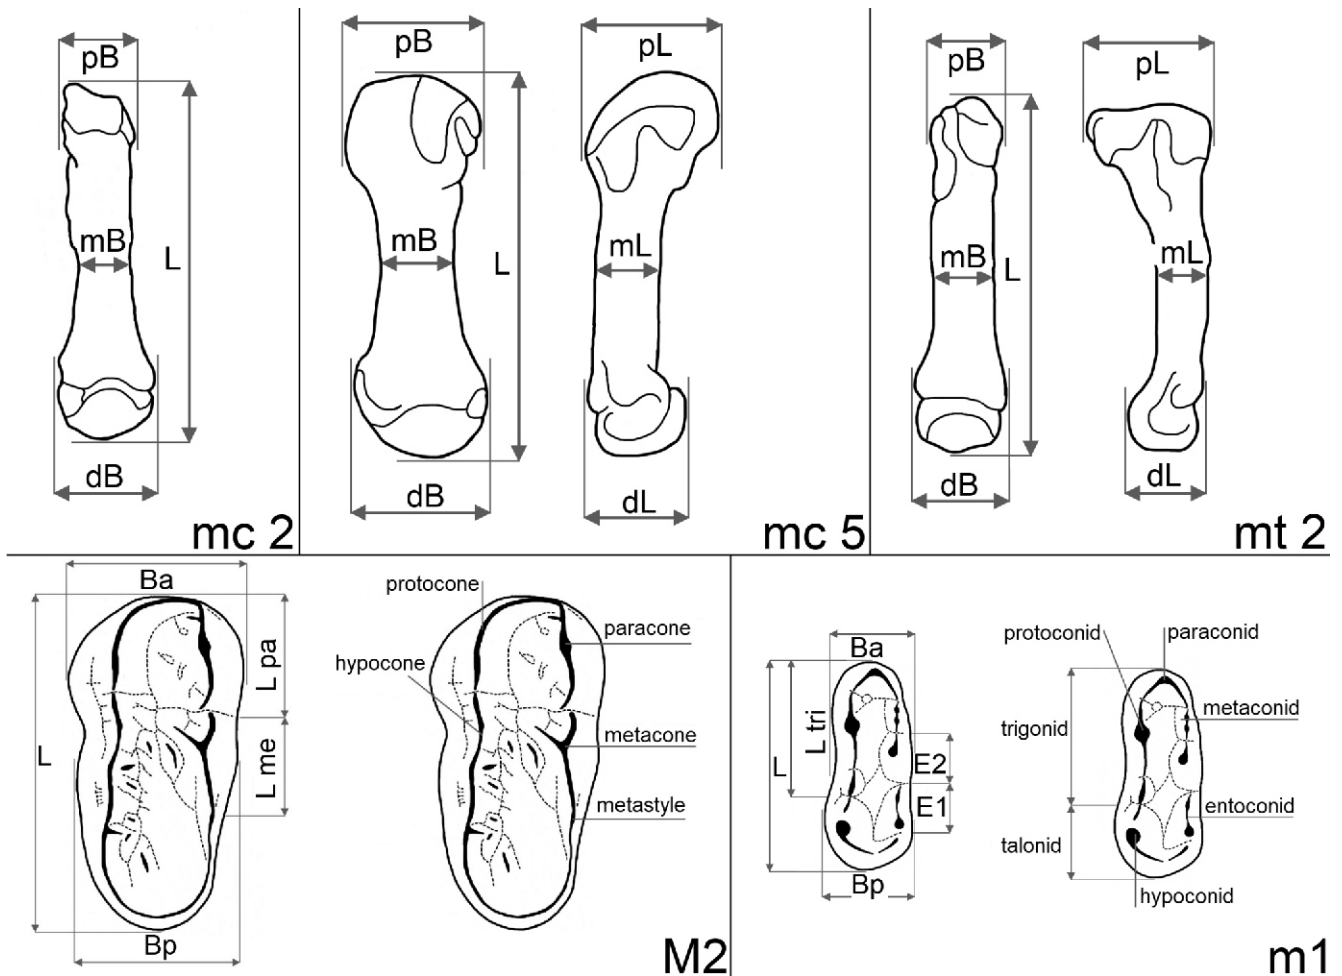 pB
mB
L
dB
mc 2
pB
pL
mB
L
mL
dB
dL
mc 5
pB
pL
mB
L
mL
dB
dL
mt 2
Ba
L
L pa
L me
Bp
protocone
hypocone
paracone
metacone
metastyle
M2
Ba
L
L tri
E2
E1
Bp
protoconid
paraconid
trigonid
metaconid
entoconid
talonid
hypoconid
m1